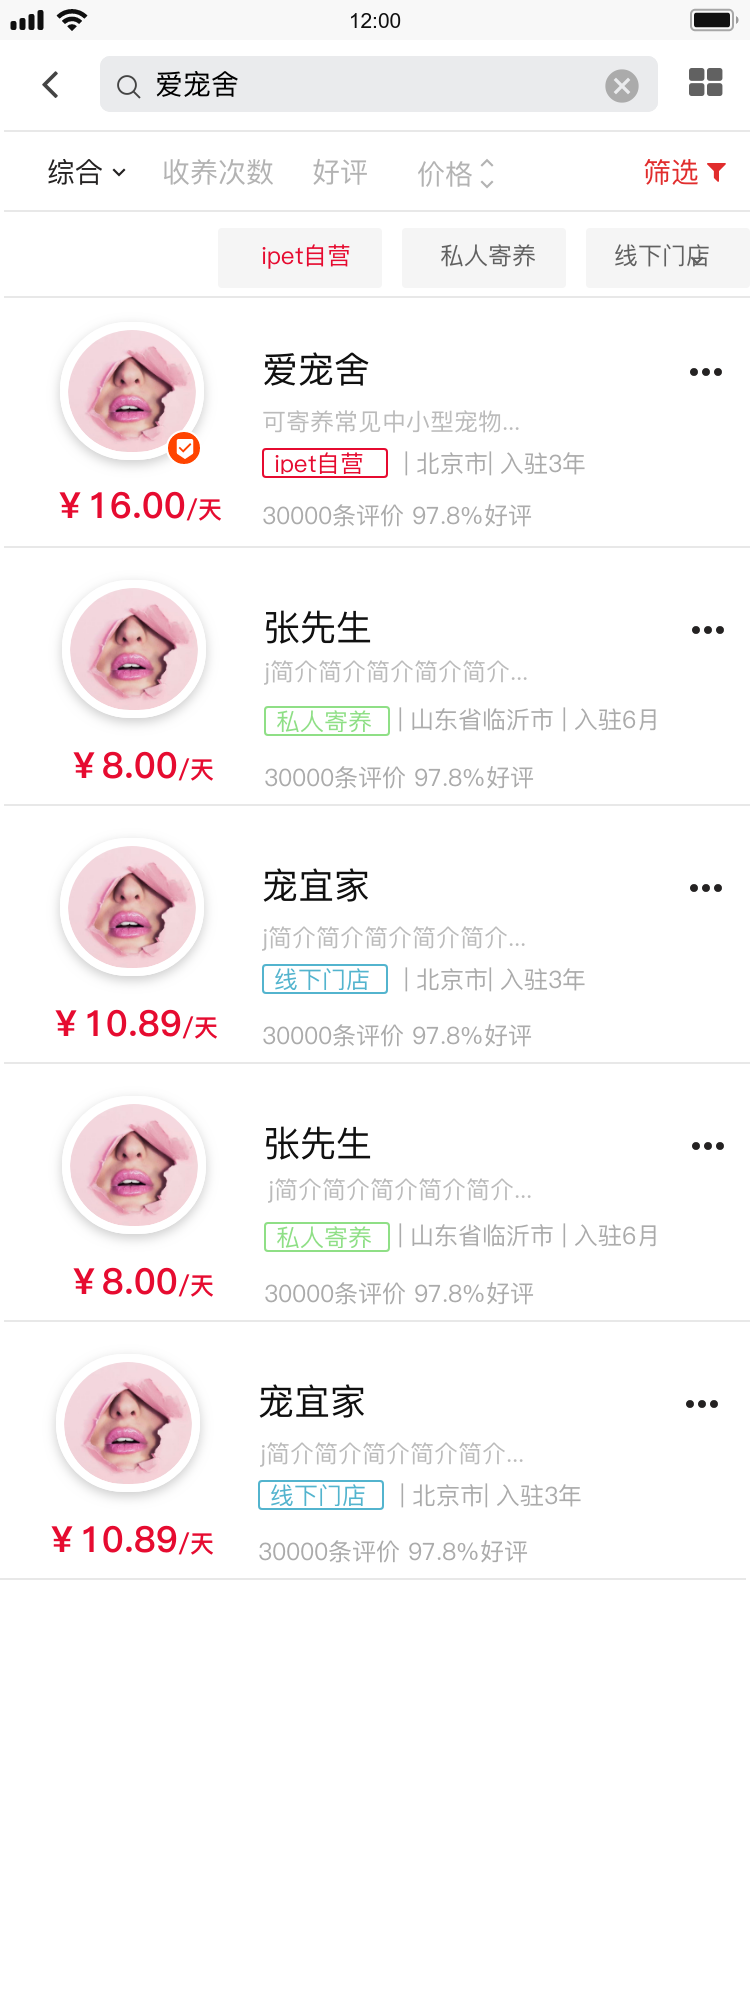 12:00
爱宠舍
综合 收养次数 好评 价格 筛选
ipet自营 私人寄养 线下门店
爱宠舍
可寄养常见中小型宠物...
ipet自营 | 北京市| 入驻3年
¥16.00/天
30000条评价 97.8%好评
张先生
j简介简介简介简介简介...
私人寄养 | 山东省临沂市 | 入驻6月
¥8.00/天
30000条评价 97.8%好评
宠宜家
j简介简介简介简介简介...
线下门店 | 北京市| 入驻3年
¥10.89/天
30000条评价 97.8%好评
张先生
j简介简介简介简介简介...
私人寄养 | 山东省临沂市 | 入驻6月
¥8.00/天
30000条评价 97.8%好评
宠宜家
j简介简介简介简介简介...
线下门店 | 北京市| 入驻3年
¥10.89/天
30000条评价 97.8%好评